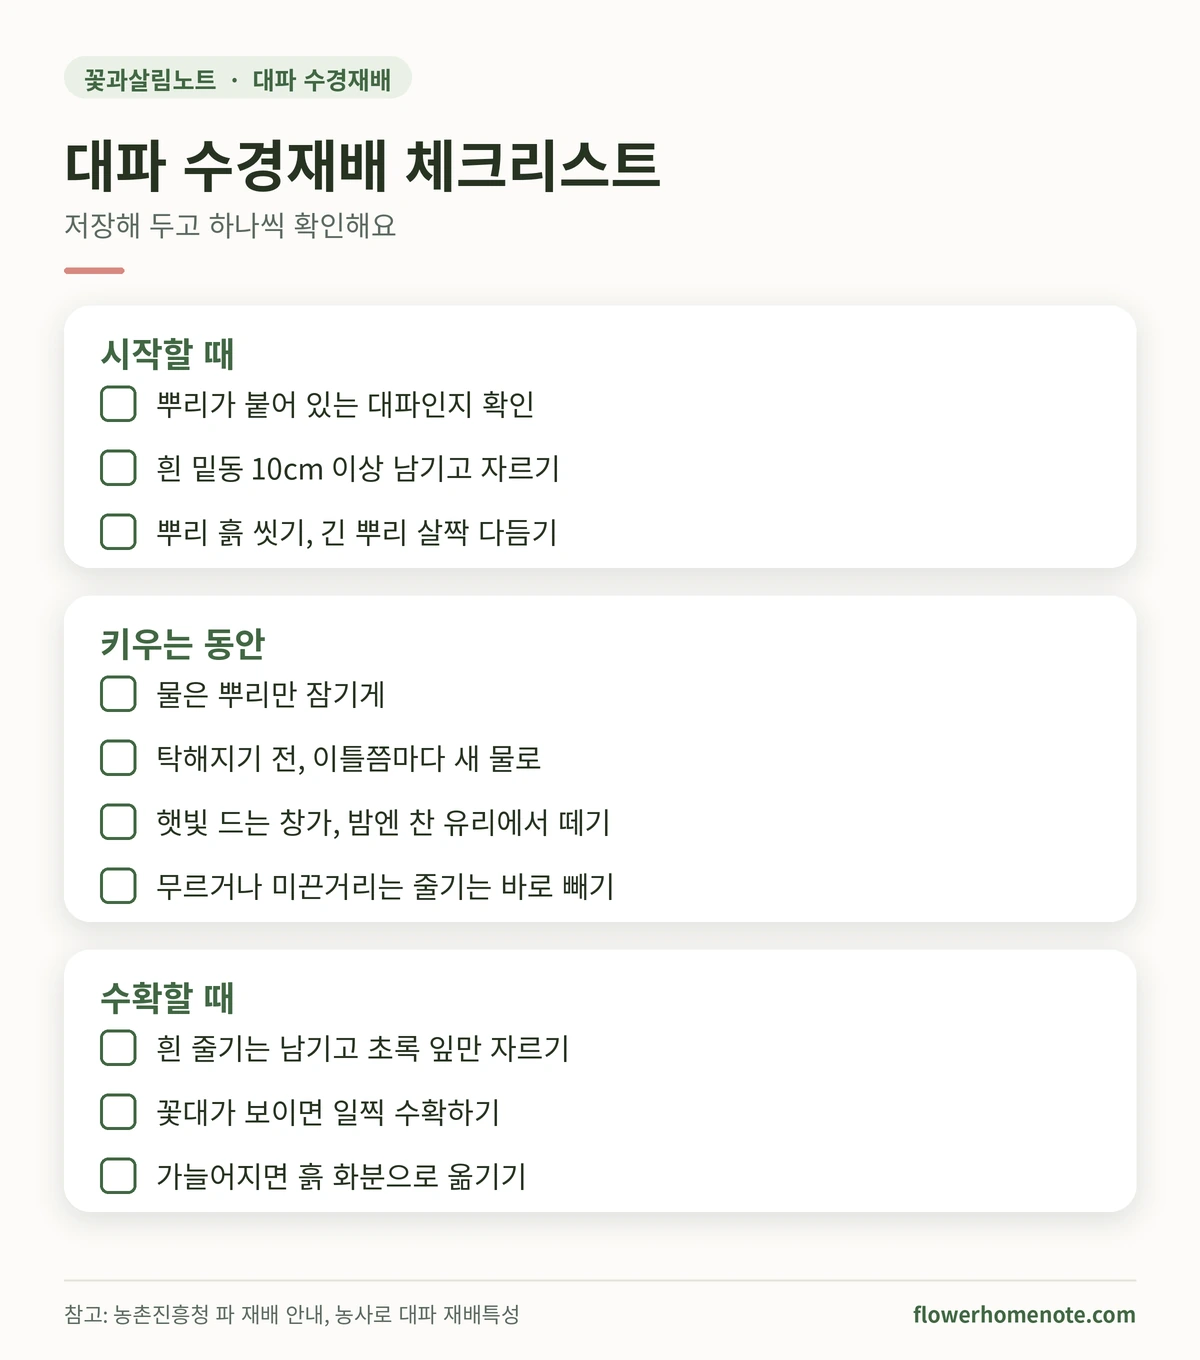 꽃과살림노트 · 대파 수경재배
대파 수경재배 체크리스트
저장해 두고 하나씩 확인해요
시작할 때
뿌리가 붙어 있는 대파인지 확인
흰 밑동 10cm 이상 남기고 자르기
뿌리 흙 씻기, 긴 뿌리 살짝 다듬기
키우는 동안
물은 뿌리만 잠기게
탁해지기 전, 이틀쯤마다 새 물로
햇빛 드는 창가, 밤엔 찬 유리에서 떼기
무르거나 미끈거리는 줄기는 바로 빼기
수확할 때
흰 줄기는 남기고 초록 잎만 자르기
꽃대가 보이면 일찍 수확하기
가늘어지면 흙 화분으로 옮기기
참고: 농촌진흥청 파 재배 안내, 농사로 대파 재배특성
flowerhomenote.com